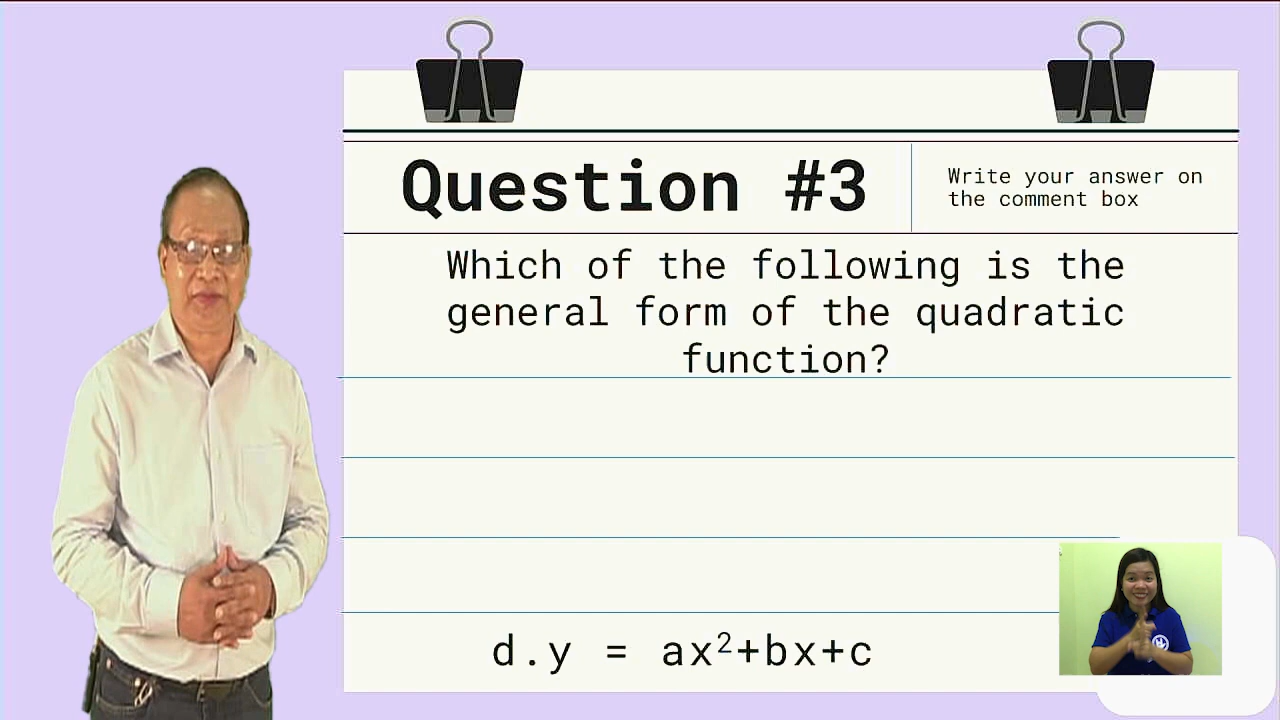 Question #3
Write your answer on
the comment box
Which of the following is the
general form of the quadratic
function?
d.y = ax²+bx+c